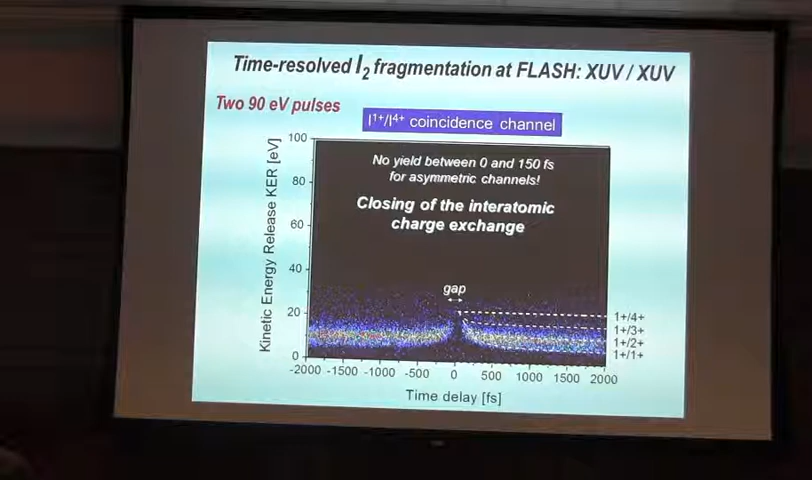 Time-resolved I₂ fragmentation at FLASH: XUV / XUV
Two 90 eV pulses
I¹⁺/I⁴⁺ coincidence channel
No yield between 0 and 150 fs
for asymmetric channels!
Closing of the interatomic
charge exchange
gap
Kinetic Energy Release KER [eV]
100
80
60
40
20
0
1+/4+
1+/3+
1+/2+
1+/1+
-2000 -1500 -1000 -500 0 500 1000 1500 2000
Time delay [fs]